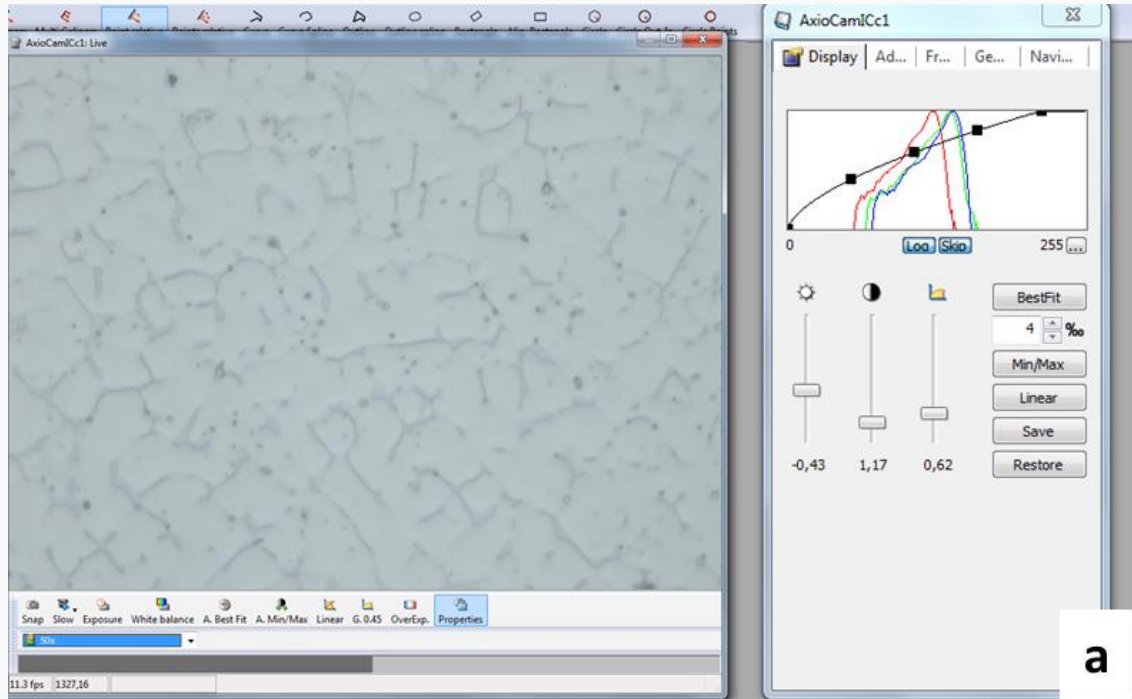 AxioCamICc1: Live
Snap Slow Exposure White balance A. Best Fit A. Min/Max Linear G. 0.45 OverExp. Properties
50x
11.3 fps 1327,16
AxioCamICc1
Display Ad... Fr... Ge... Navi...
0 Log Skip 255 ...
BestFit
4 ‰
Min/Max
Linear
Save
-0,43 1,17 0,62 Restore
a